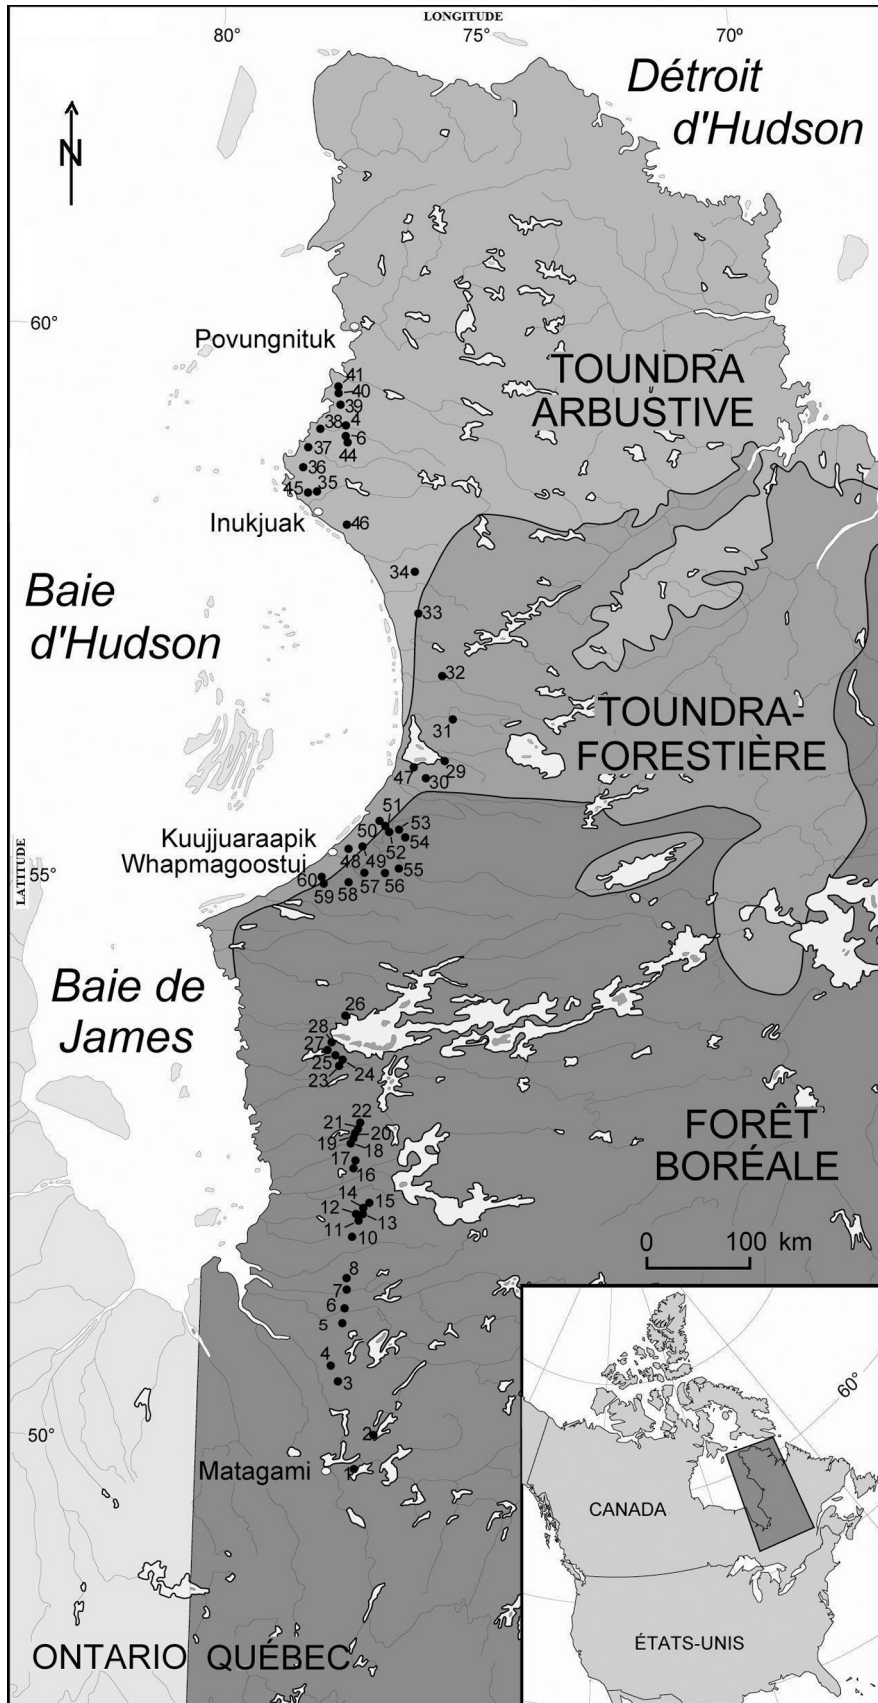 LONGITUDE
80° 75° 70°
Détroit
d'Hudson
N
60°
Povungnituk
TOUNDRA
ARBUSTIVE
41
40
39
38 4
6
37 44
36
45 35
Inukjuak 46
34
Baie
d'Hudson
33
32
TOUNDRA-
FORESTIÈRE
31
29
47 30
51
50 53
Kuujjuaraapik
54
52
Whapmagoostui
48 49
55
LATITUDE
55°
60 57 56
59 58
Baie de
James
26
28
27
25 24
23
22
21
20
19 18
17
16
FORÊT
BORÉALE
14 15
12 13
11 10
0 100 km
8
7
6
5
4
3
50°
2
Matagami 1
60°
CANADA
ÉTATS-UNIS
ONTARIO QUÉBEC